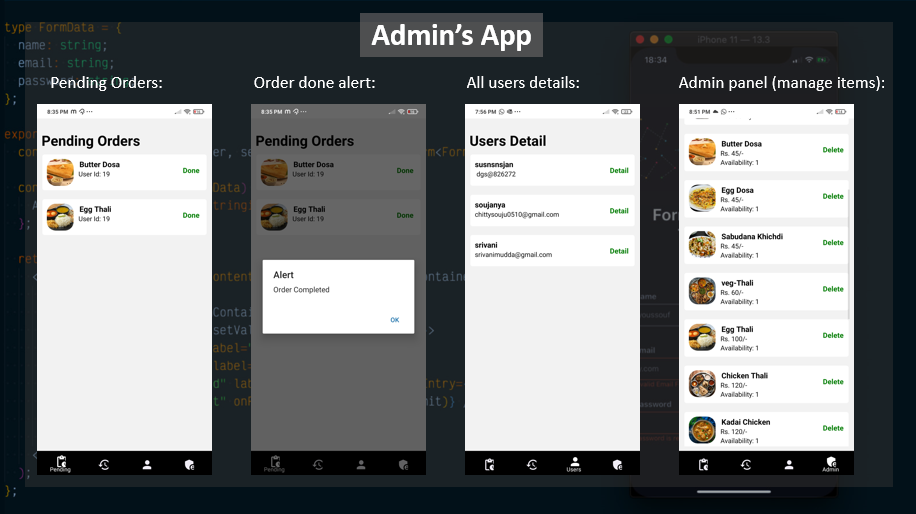 Admin's App
Pending Orders:
Order done alert:
All users details:
Admin panel (manage items):
8:35 PM
Pending Orders
Butter Dosa
User Id: 19
Done
Egg Thali
User Id: 19
Done
Pending
8:35 PM
Pending Orders
Butter Dosa
User Id: 19
Done
Egg Thali
User Id: 19
Done
Alert
Order Completed
OK
Pending
7:56 PM
Users Detail
susnsnsjan
dgs@826272
Detail
soujanya
chittysouju0510@gmail.com
Detail
srivani
srivanimudda@gmail.com
Detail
Users
8:51 PM
Butter Dosa
Rs. 45/-
Availability: 1
Delete
Egg Dosa
Rs. 45/-
Availability: 1
Delete
Sabudana Khichdi
Rs. 45/-
Availability: 1
Delete
veg-Thali
Rs. 60/-
Availability: 1
Delete
Egg Thali
Rs. 100/-
Availability: 1
Delete
Chicken Thali
Rs. 120/-
Availability: 1
Delete
Kadai Chicken
Rs. 120/-
Availability: 1
Delete
Admin
type FormData = {
name: string;
email: string;
};
iPhone 11 — 13.3
18:34